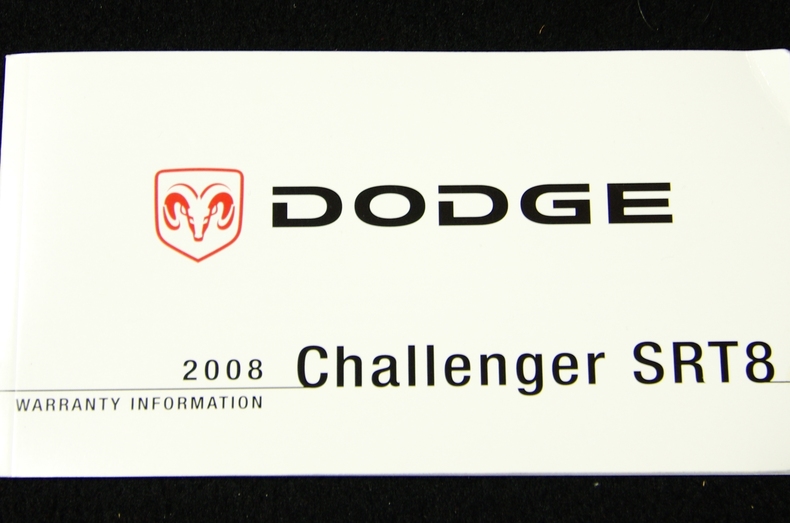 DODGE
2008 Challenger SRT8
WARRANTY INFORMATION